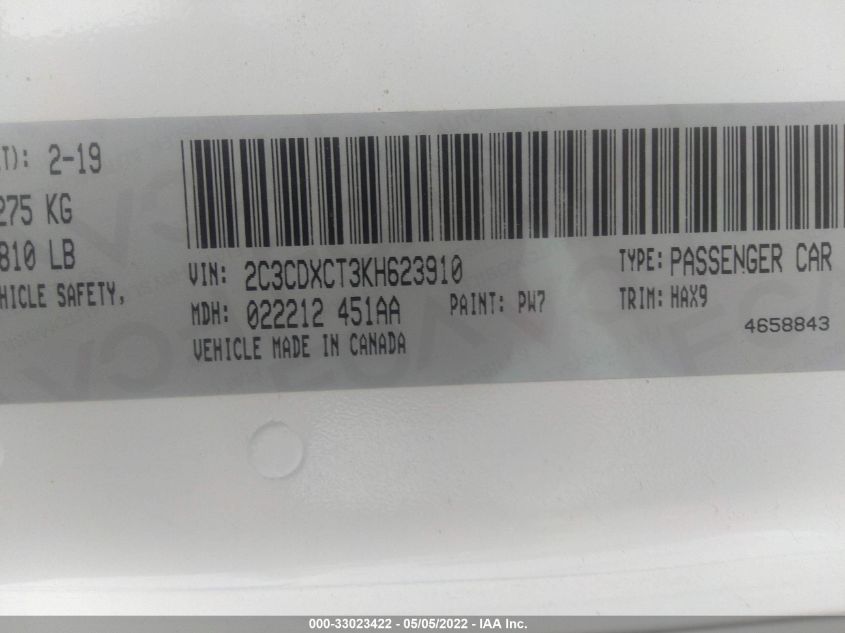 T): 2-19
275 KG
810 LB
HICLE SAFETY,
VIN: 2C3CDXCT3KH623910
TYPE: PASSENGER CAR
MDH: 022212 451AA
PAINT: PW7
TRIM: HAX9
VEHICLE MADE IN CANADA
4658843
000-33023422 - 05/05/2022 - IAA Inc.